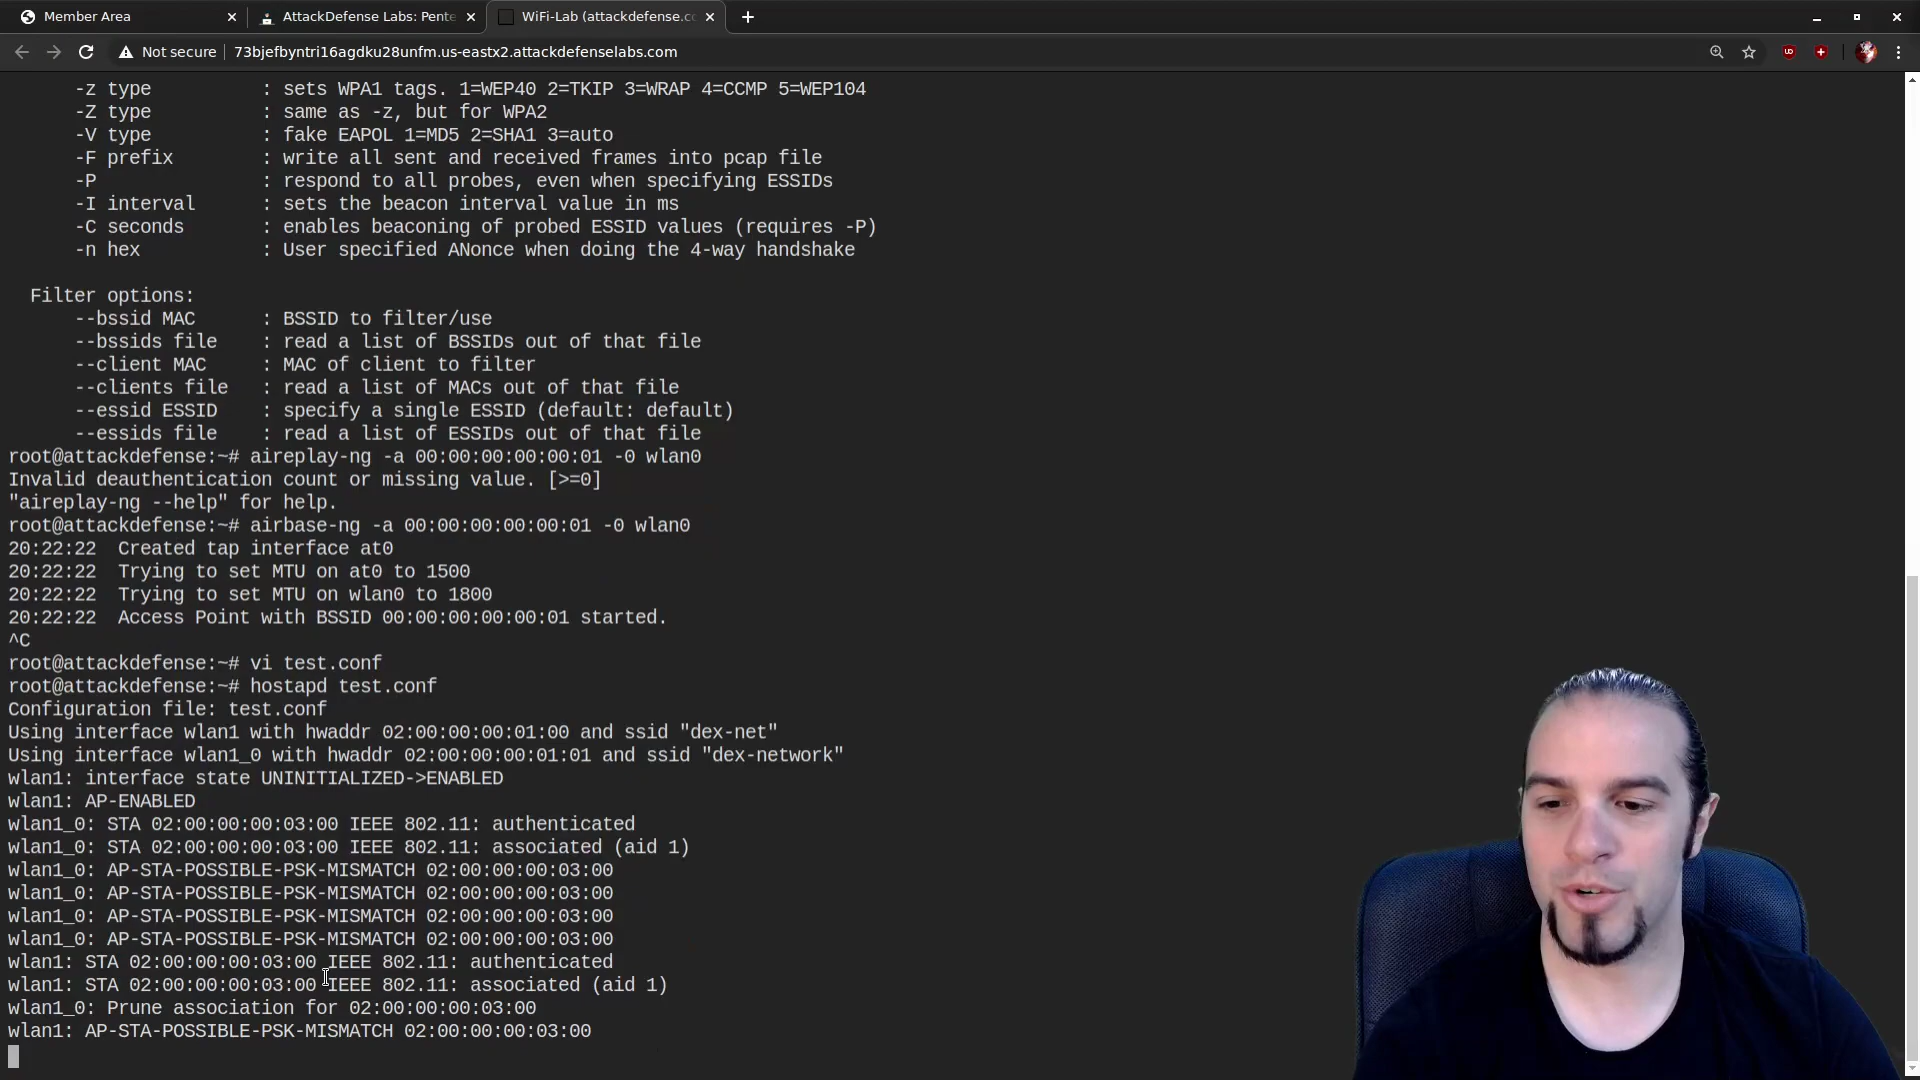 Member Area
AttackDefense Labs: Pente
WiFi-Lab (attackdefense.co
Not secure
73bjefbyntri16agdku28unfm.us-eastx2.attackdefenselabs.com
-z type : sets WPA1 tags. 1=WEP40 2=TKIP 3=WRAP 4=CCMP 5=WEP104
-Z type : same as -z, but for WPA2
-V type : fake EAPOL 1=MD5 2=SHA1 3=auto
-F prefix : write all sent and received frames into pcap file
-P : respond to all probes, even when specifying ESSIDs
-I interval : sets the beacon interval value in ms
-C seconds : enables beaconing of probed ESSID values (requires -P)
-n hex : User specified ANonce when doing the 4-way handshake
Filter options:
--bssid MAC : BSSID to filter/use
--bssids file : read a list of BSSIDs out of that file
--client MAC : MAC of client to filter
--clients file : read a list of MACs out of that file
--essid ESSID : specify a single ESSID (default: default)
--essids file : read a list of ESSIDs out of that file
root@attackdefense:~# aireplay-ng -a 00:00:00:00:00:01 -0 wlan0
Invalid deauthentication count or missing value. [>=0]
"aireplay-ng --help" for help.
root@attackdefense:~# airbase-ng -a 00:00:00:00:00:01 -0 wlan0
20:22:22 Created tap interface at0
20:22:22 Trying to set MTU on at0 to 1500
20:22:22 Trying to set MTU on wlan0 to 1800
20:22:22 Access Point with BSSID 00:00:00:00:00:01 started.
^C
root@attackdefense:~# vi test.conf
root@attackdefense:~# hostapd test.conf
Configuration file: test.conf
Using interface wlan1 with hwaddr 02:00:00:00:01:00 and ssid "dex-net"
Using interface wlan1_0 with hwaddr 02:00:00:00:01:01 and ssid "dex-network"
wlan1: interface state UNINITIALIZED->ENABLED
wlan1: AP-ENABLED
wlan1_0: STA 02:00:00:00:03:00 IEEE 802.11: authenticated
wlan1_0: STA 02:00:00:00:03:00 IEEE 802.11: associated (aid 1)
wlan1_0: AP-STA-POSSIBLE-PSK-MISMATCH 02:00:00:00:03:00
wlan1_0: AP-STA-POSSIBLE-PSK-MISMATCH 02:00:00:00:03:00
wlan1_0: AP-STA-POSSIBLE-PSK-MISMATCH 02:00:00:00:03:00
wlan1_0: AP-STA-POSSIBLE-PSK-MISMATCH 02:00:00:00:03:00
wlan1: STA 02:00:00:00:03:00 IEEE 802.11: authenticated
wlan1: STA 02:00:00:00:03:00 IEEE 802.11: associated (aid 1)
wlan1_0: Prune association for 02:00:00:00:03:00
wlan1: AP-STA-POSSIBLE-PSK-MISMATCH 02:00:00:00:03:00